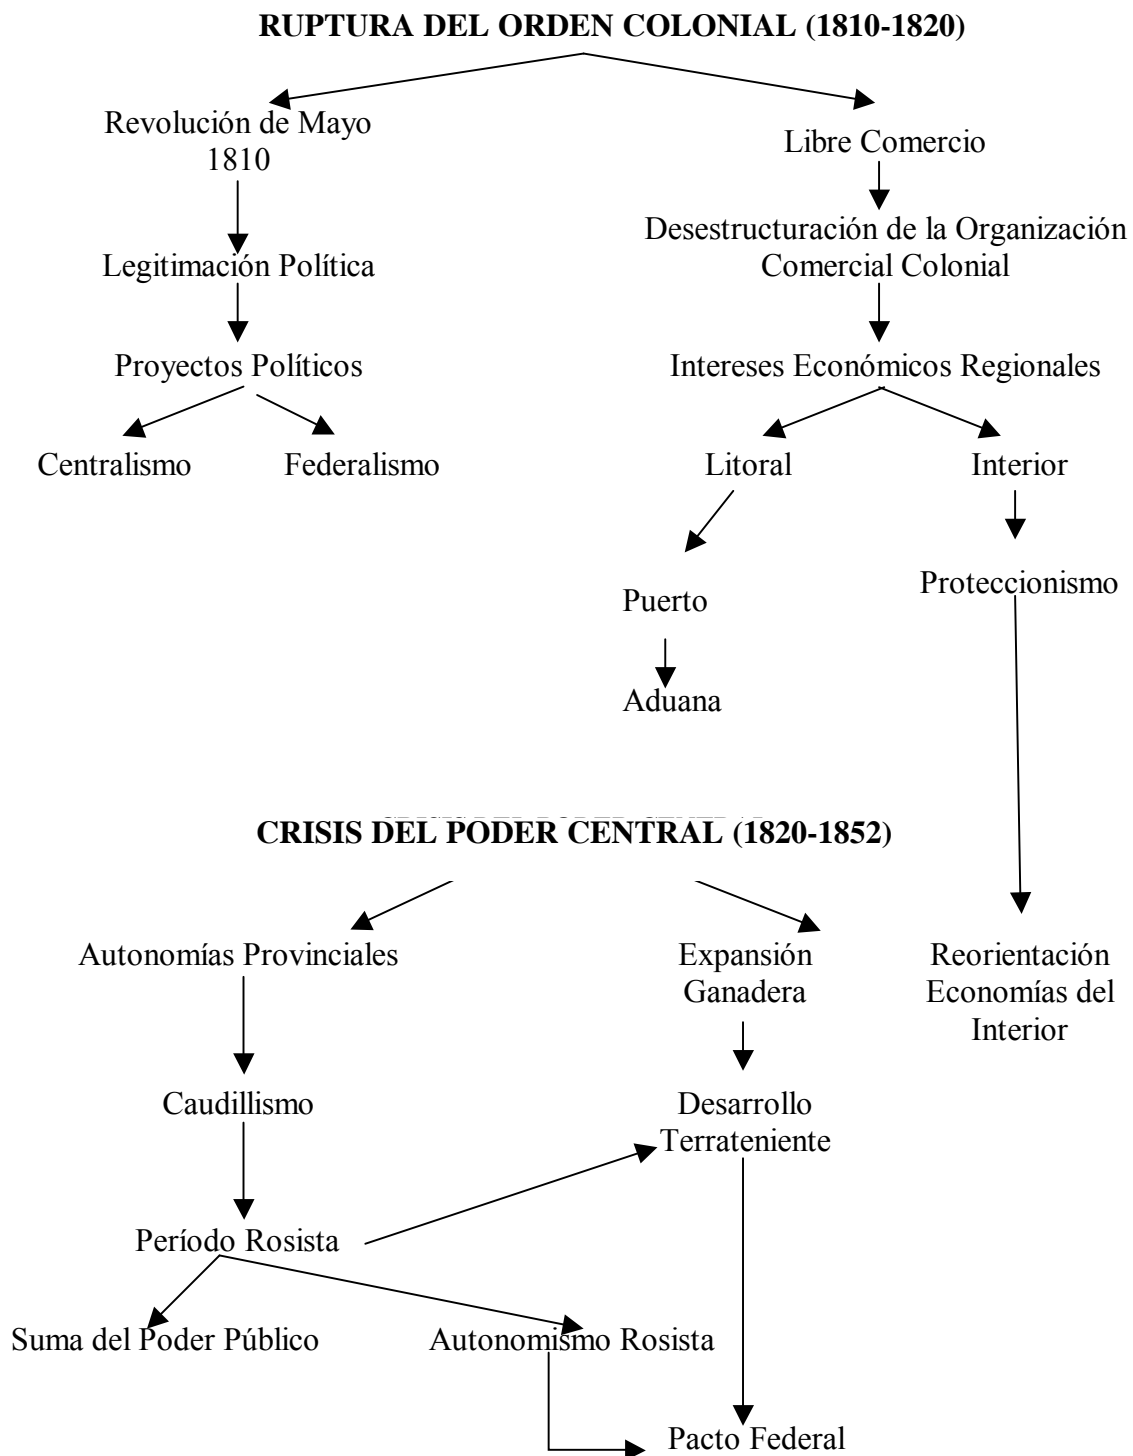 RUPTURA DEL ORDEN COLONIAL (1810-1820)
Revolución de Mayo
1810
Libre Comercio
Legitimación Política
Desestructuración de la Organización
Comercial Colonial
Proyectos Políticos
Intereses Económicos Regionales
Centralismo
Federalismo
Litoral
Interior
Puerto
Proteccionismo
Aduana
CRISIS DEL PODER CENTRAL (1820-1852)
Autonomías Provinciales
Expansión
Ganadera
Reorientación
Economías del
Interior
Caudillismo
Desarrollo
Terrateniente
Período Rosista
Suma del Poder Público
Autonomismo Rosista
Pacto Federal